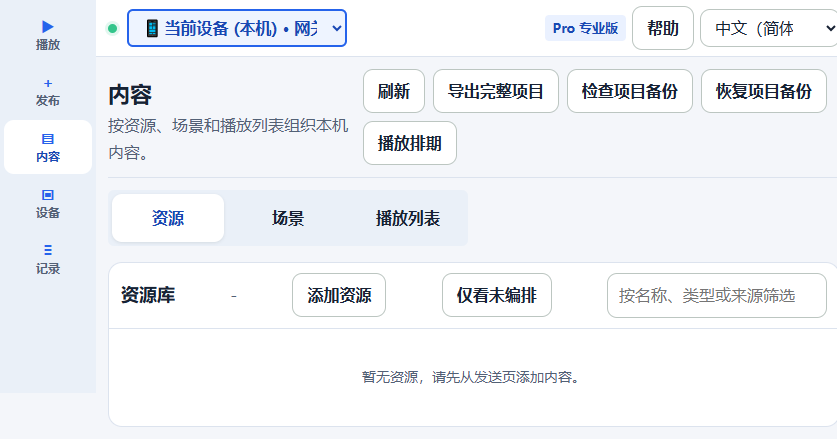 播放
发布
内容
设备
记录
当前设备 (本机) • 网关
Pro 专业版
帮助
中文（简体
内容
按资源、场景和播放列表组织本机
内容。
刷新
导出完整项目
检查项目备份
恢复项目备份
播放排期
资源
场景
播放列表
资源库
-
添加资源
仅看未编排
按名称、类型或来源筛选
暂无资源，请先从发送页添加内容。